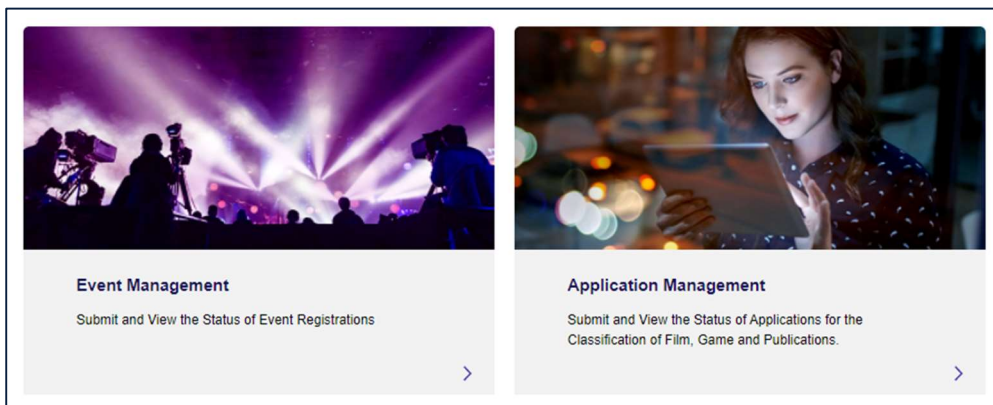 Event Management
Submit and View the Status of Event Registrations
Application Management
Submit and View the Status of Applications for the
Classification of Film, Game and Publications.